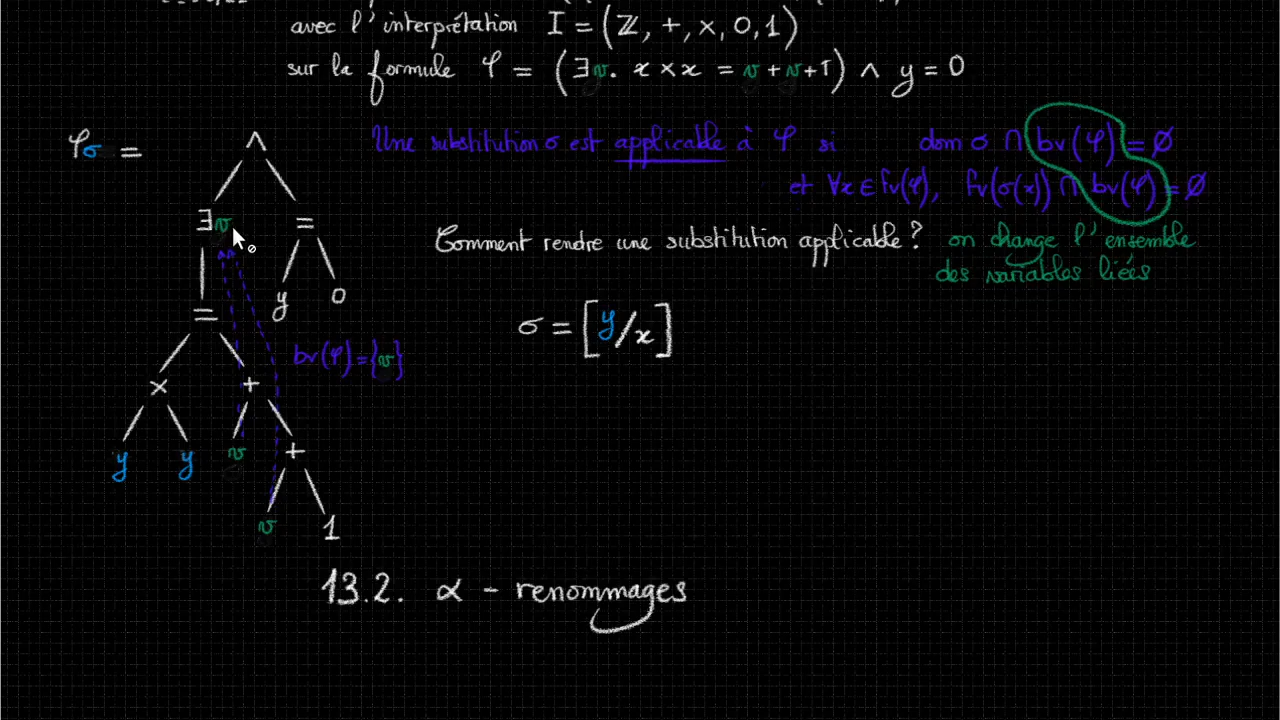 avec l'interprétation I = (ℤ, +, ×, 0, 1)
sur la formule φ = (∃v. x × x = v + v + 1) ∧ y = 0
φσ =
∧
Une substitution σ est applicable à φ si dom σ ∩ bv(φ) = ∅
et ∀x ∈ fv(φ), fv(σ(x)) ∩ bv(φ) = ∅
∃v =
Comment rendre une substitution applicable ? on change l'ensemble
des variables liées
= y 0
σ = [y/x]
bv(φ) = {v}
× +
y y v +
v 1
13.2. α - renommages